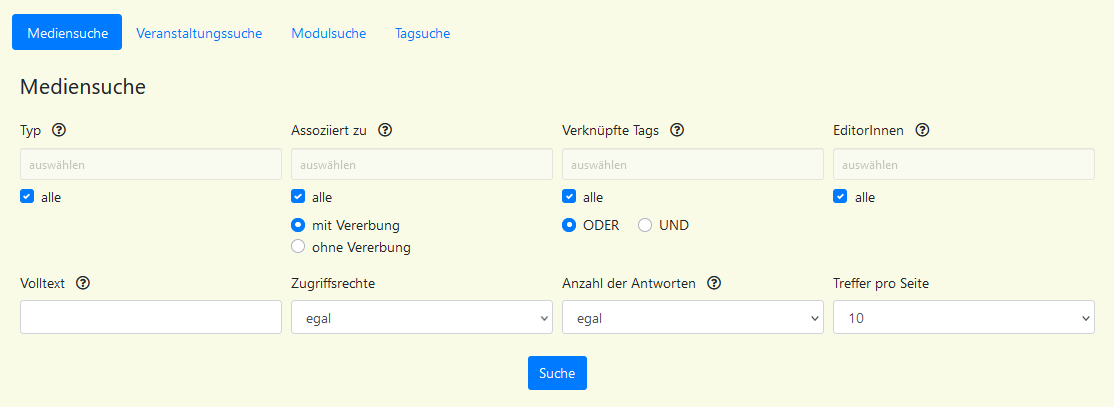 Mediensuche Veranstaltungssuche Modulsuche Tagsuche
Mediensuche
Typ Assoziiert zu Verknüpfte Tags EditorInnen
auswählen auswählen auswählen auswählen
alle alle alle alle
mit Vererbung ODER UND
ohne Vererbung
Volltext Zugriffsrechte Anzahl der Antworten Treffer pro Seite
egal egal 10
Suche